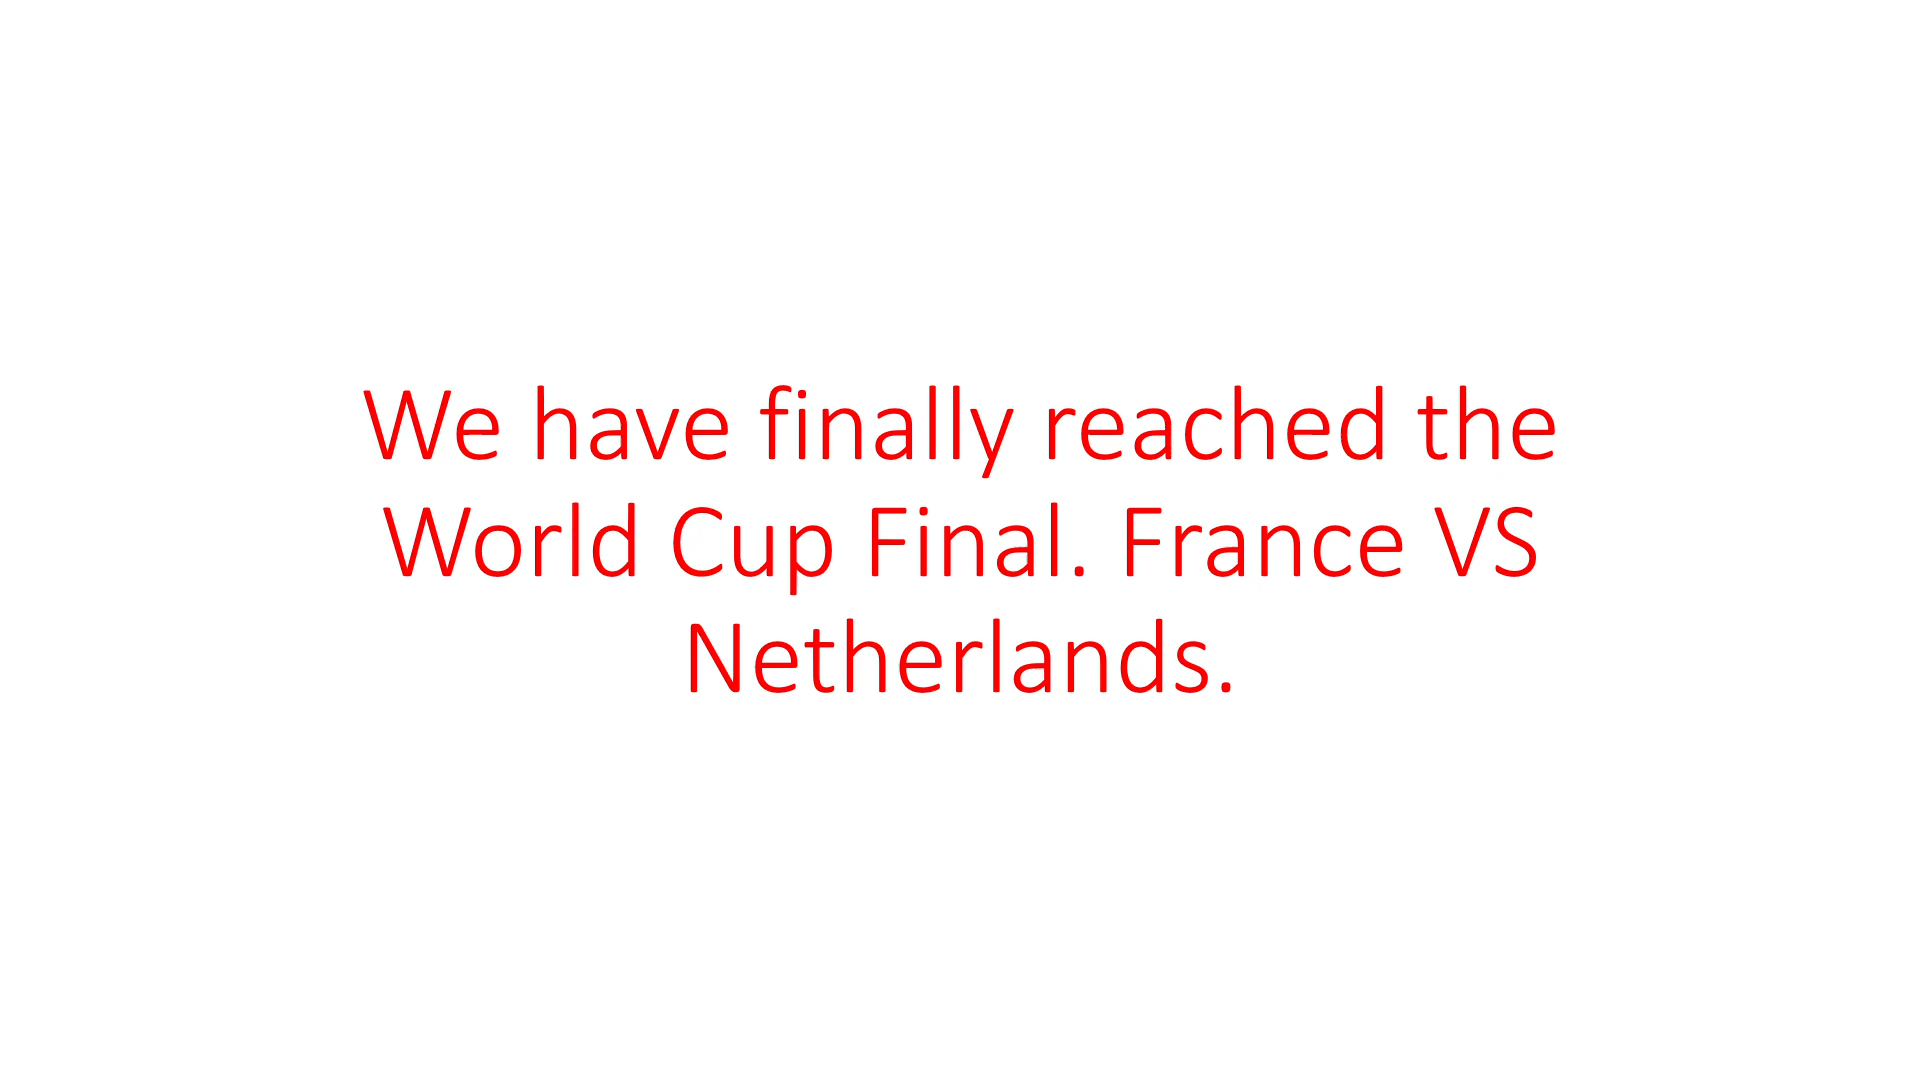 We have finally reached the
World Cup Final. France VS
Netherlands.